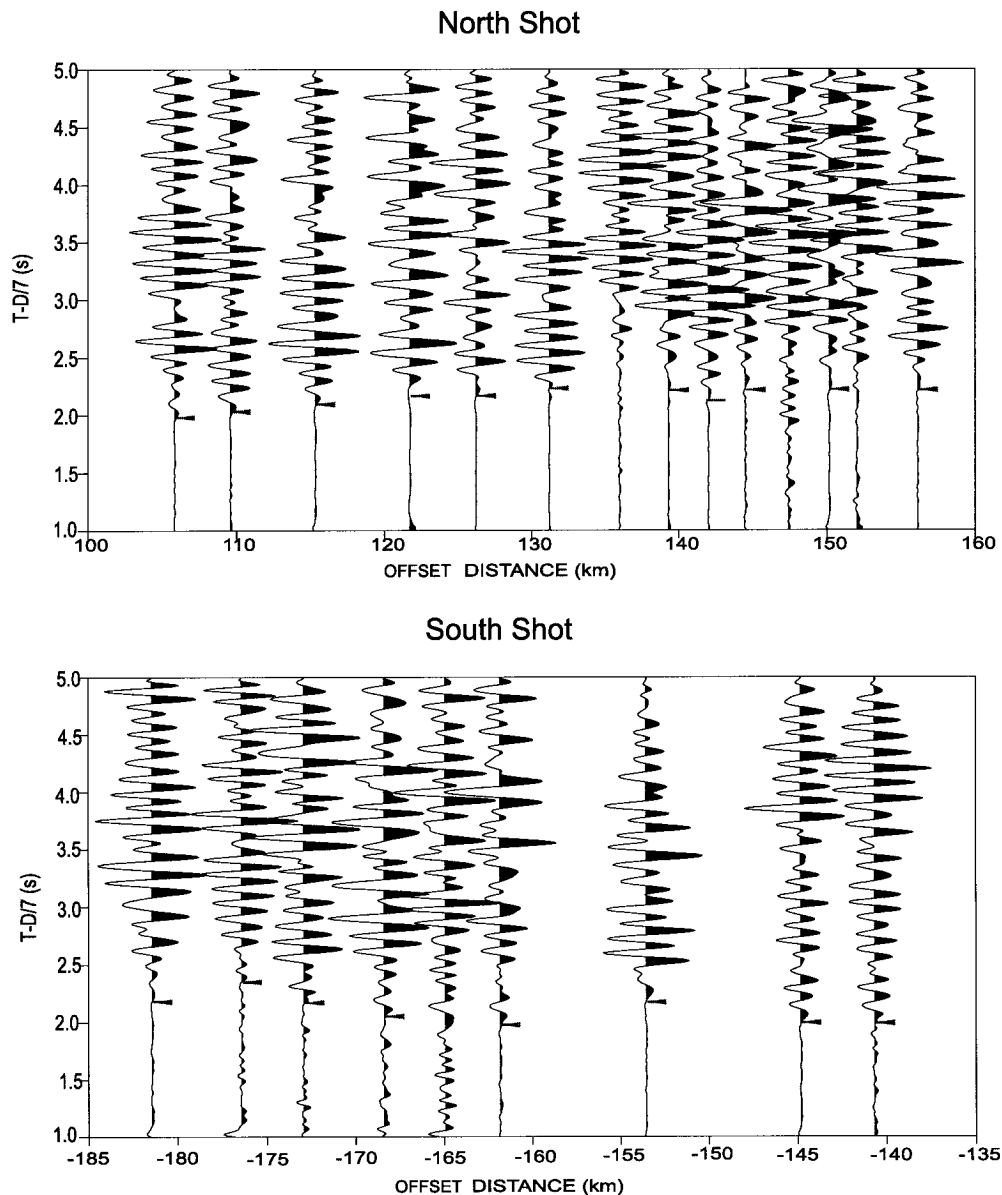 North Shot
5.0
4.5
4.0
3.5
3.0
2.5
2.0
1.5
1.0
T-D/7 (s)
100 110 120 130 140 150 160
OFFSET DISTANCE (km)
South Shot
5.0
4.5
4.0
3.5
3.0
2.5
2.0
1.5
1.0
T-D/7 (s)
-185 -180 -175 -170 -165 -160 -155 -150 -145 -140 -135
OFFSET DISTANCE (km)